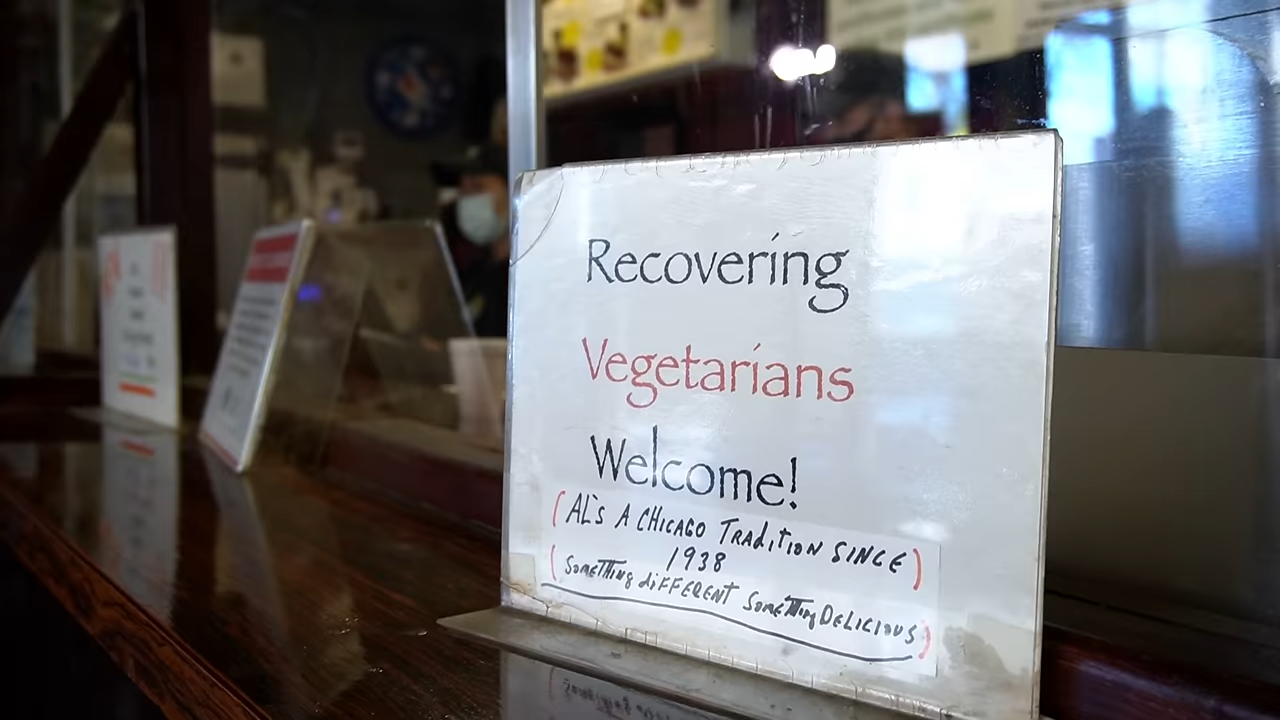 Recovering
Vegetarians
Welcome!
(AL's A CHICAGO TRADITION SINCE)
1938
(SOMETHING diFFERENT SOMETHING DELICIOUS)